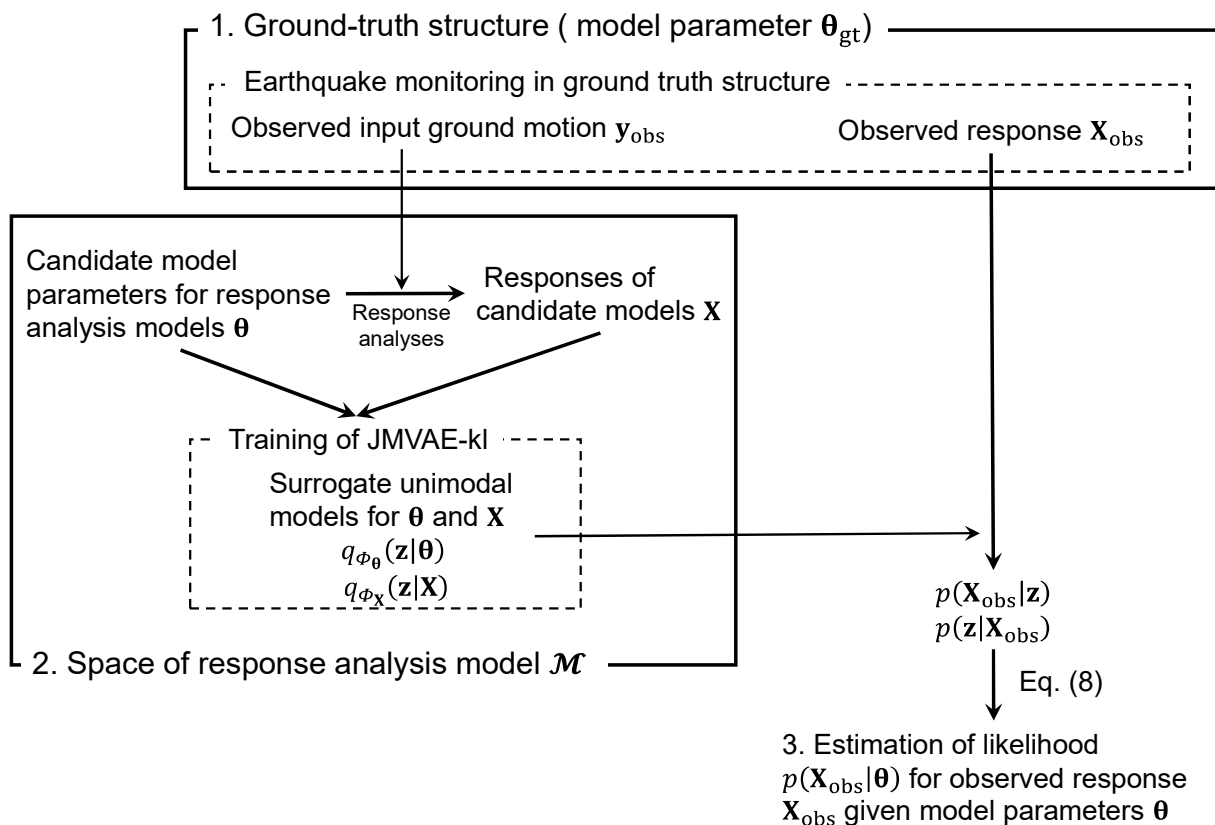 1. Ground-truth structure ( model parameter θgt)
Earthquake monitoring in ground truth structure
Observed input ground motion yobs
Observed response Xobs
Candidate model
parameters for response
analysis models θ
Response
analyses
Responses of
candidate models X
Training of JMVAE-kl
Surrogate unimodal
models for θ and X
qΦθ(z|θ)
qΦX(z|X)
2. Space of response analysis model ℳ
p(Xobs|z)
p(z|Xobs)
Eq. (8)
3. Estimation of likelihood
p(Xobs|θ) for observed response
Xobs given model parameters θ